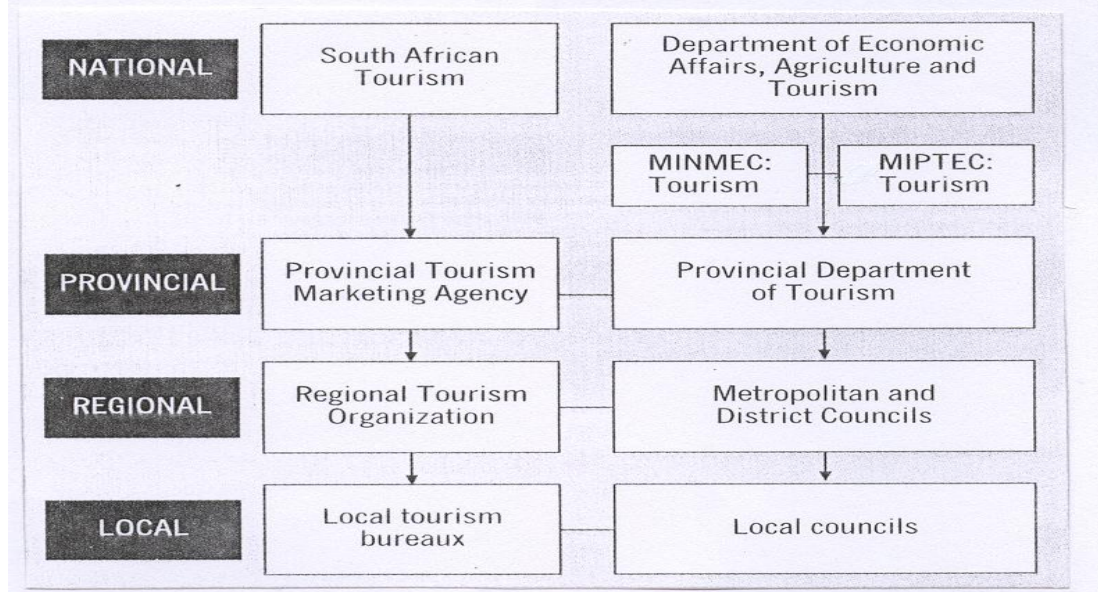 NATIONAL
South African
Tourism
Department of Economic
Affairs, Agriculture and
Tourism
MINMEC:
Tourism
MIPTEC:
Tourism
PROVINCIAL
Provincial Tourism
Marketing Agency
Provincial Department
of Tourism
REGIONAL
Regional Tourism
Organization
Metropolitan and
District Councils
LOCAL
Local tourism
bureaux
Local councils